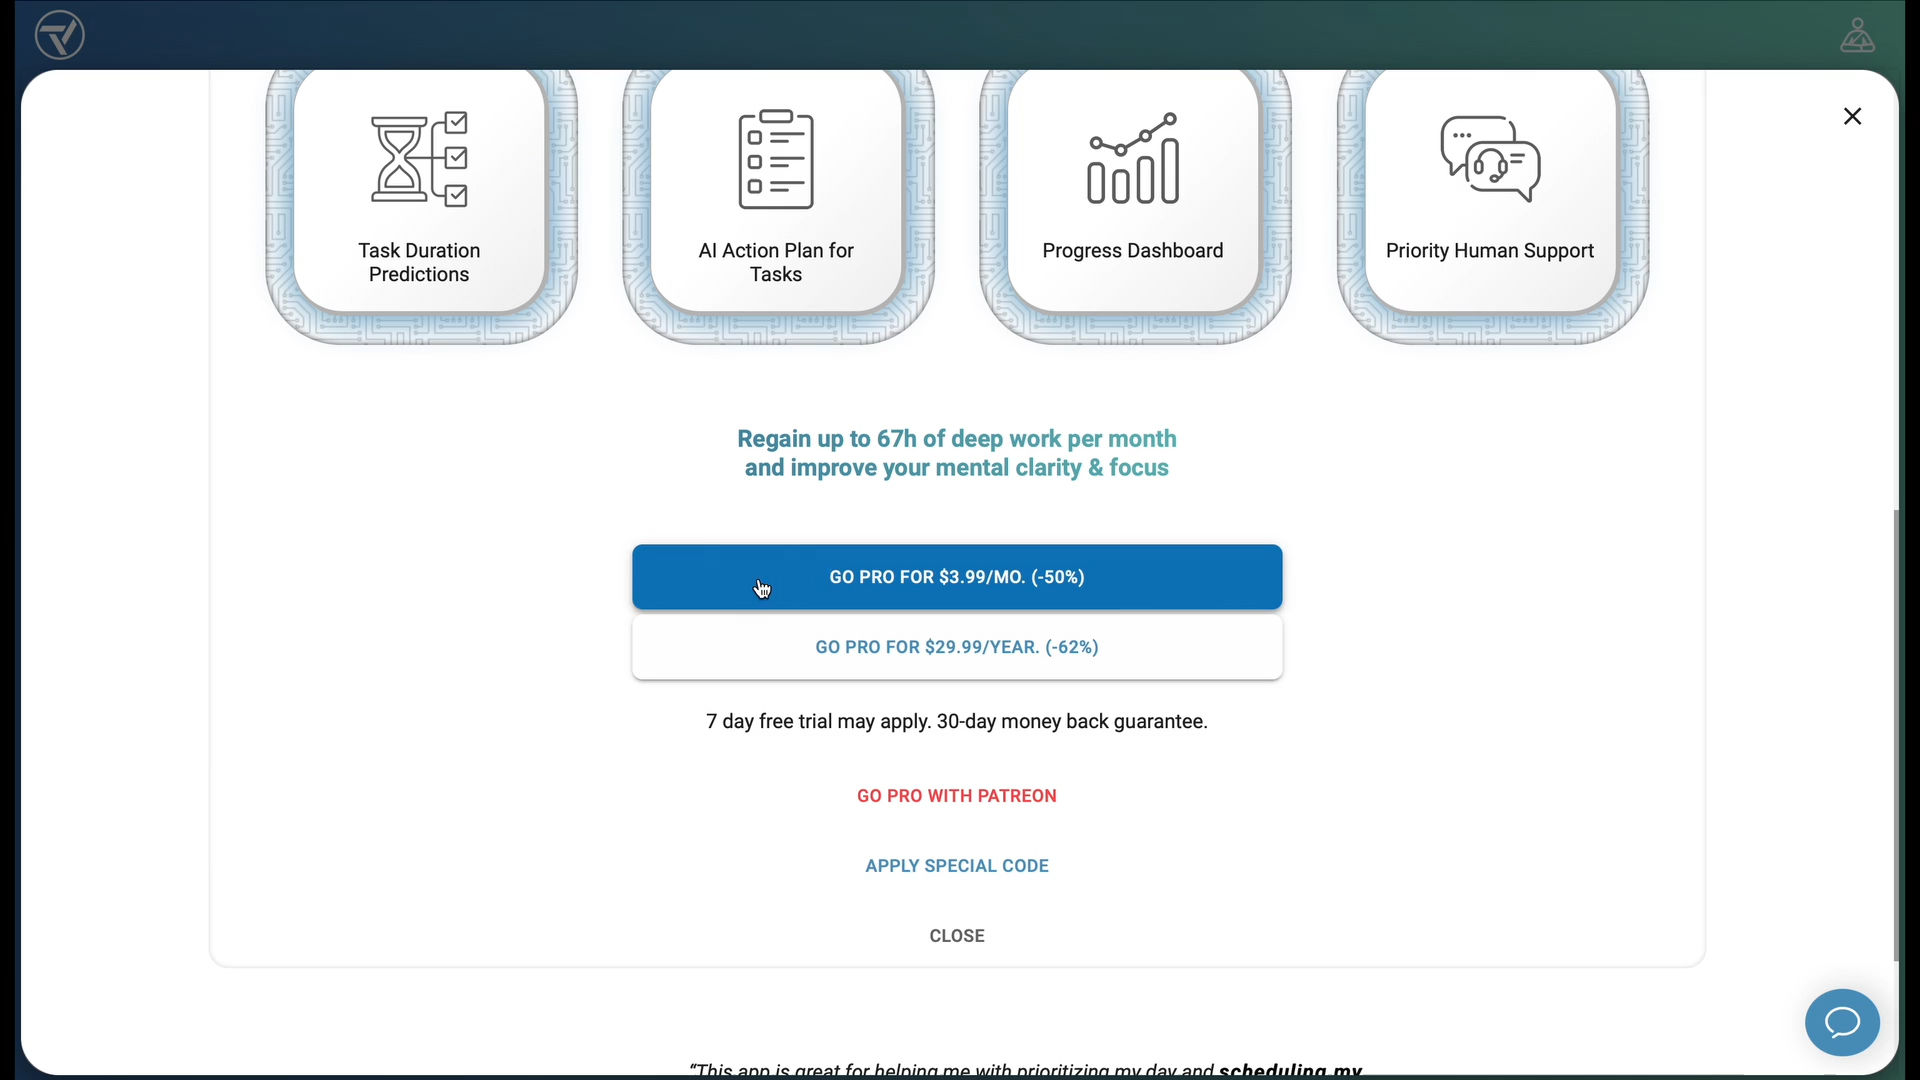 Task Duration
Predictions
AI Action Plan for
Tasks
Progress Dashboard
Priority Human Support
Regain up to 67h of deep work per month
and improve your mental clarity & focus
GO PRO FOR $3.99/MO. (-50%)
GO PRO FOR $29.99/YEAR. (-62%)
7 day free trial may apply. 30-day money back guarantee.
GO PRO WITH PATREON
APPLY SPECIAL CODE
CLOSE
“This app is great for helping me with prioritizing my day and scheduling my